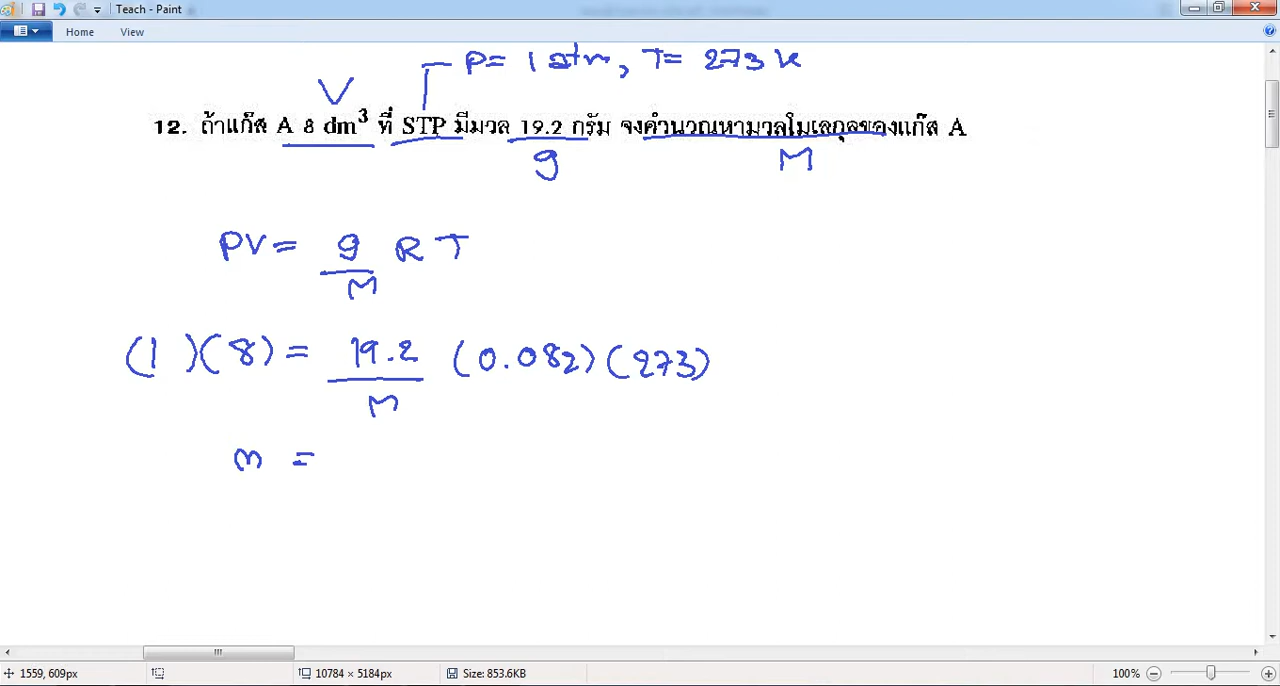 Teach - Paint
Home View
P= 1 atm, T= 273 K
V
12. ถ้าแก๊ส A 8 dm³ ที่ STP มีมวล 19.2 กรัม จงคำนวณหามวลโมเลกุลของแก๊ส A
g M
PV = g R T
M
(1 )(8) = 19.2 (0.082)(273)
M
M =
1559, 609px 10784 × 5184px Size: 853.6KB 100%